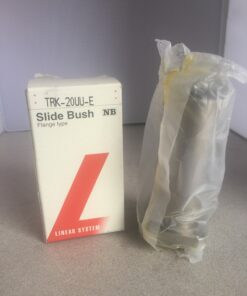 TRK-20UU-E
Slide Bush NB
Flange type
LINEAR SYSTEM